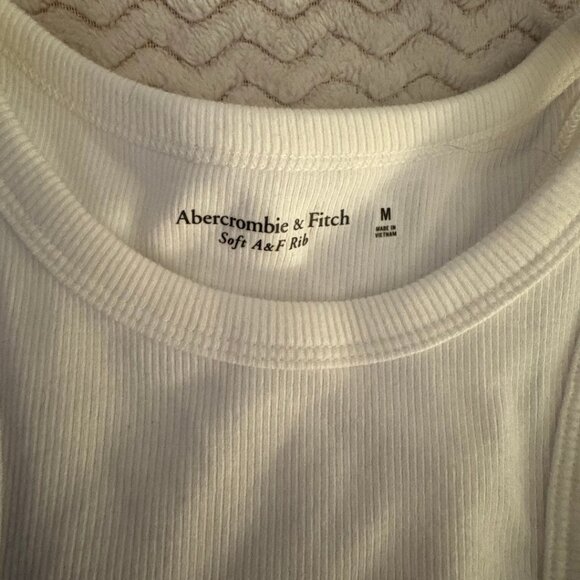 Abercrombie & Fitch
Soft A&F Rib
M
MADE IN
VIETNAM